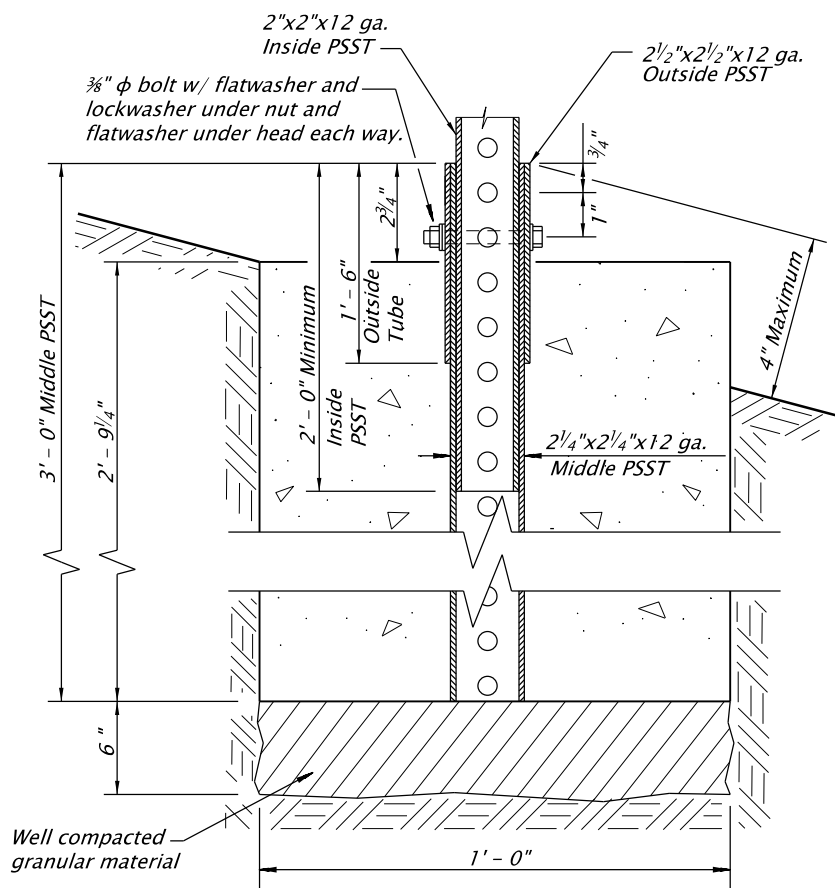 2"x2"x12 ga.
Inside PSST
2½"x2½"x12 ga.
Outside PSST
⅜" ϕ bolt w/ flatwasher and
lockwasher under nut and
flatwasher under head each way.
¾"
1"
2¾"
1' - 6"
Outside
Tube
2' - 0" Minimum
Inside
PSST
3' - 0" Middle PSST
2' - 9¼"
4" Maximum
2¼"x2¼"x12 ga.
Middle PSST
6"
Well compacted
granular material
1' - 0"